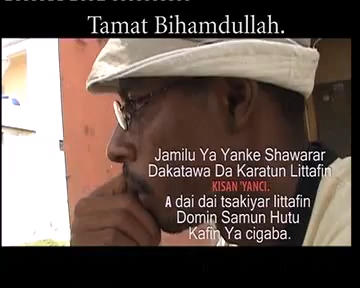 Tamat Bihamdullah.
Jamilu Ya Yanke Shawarar
Dakatawa Da Karatun Littafin
KISAN 'YANCI.
A dai dai tsakiyar littafin
Domin Samun Hutu
Kafin Ya cigaba.